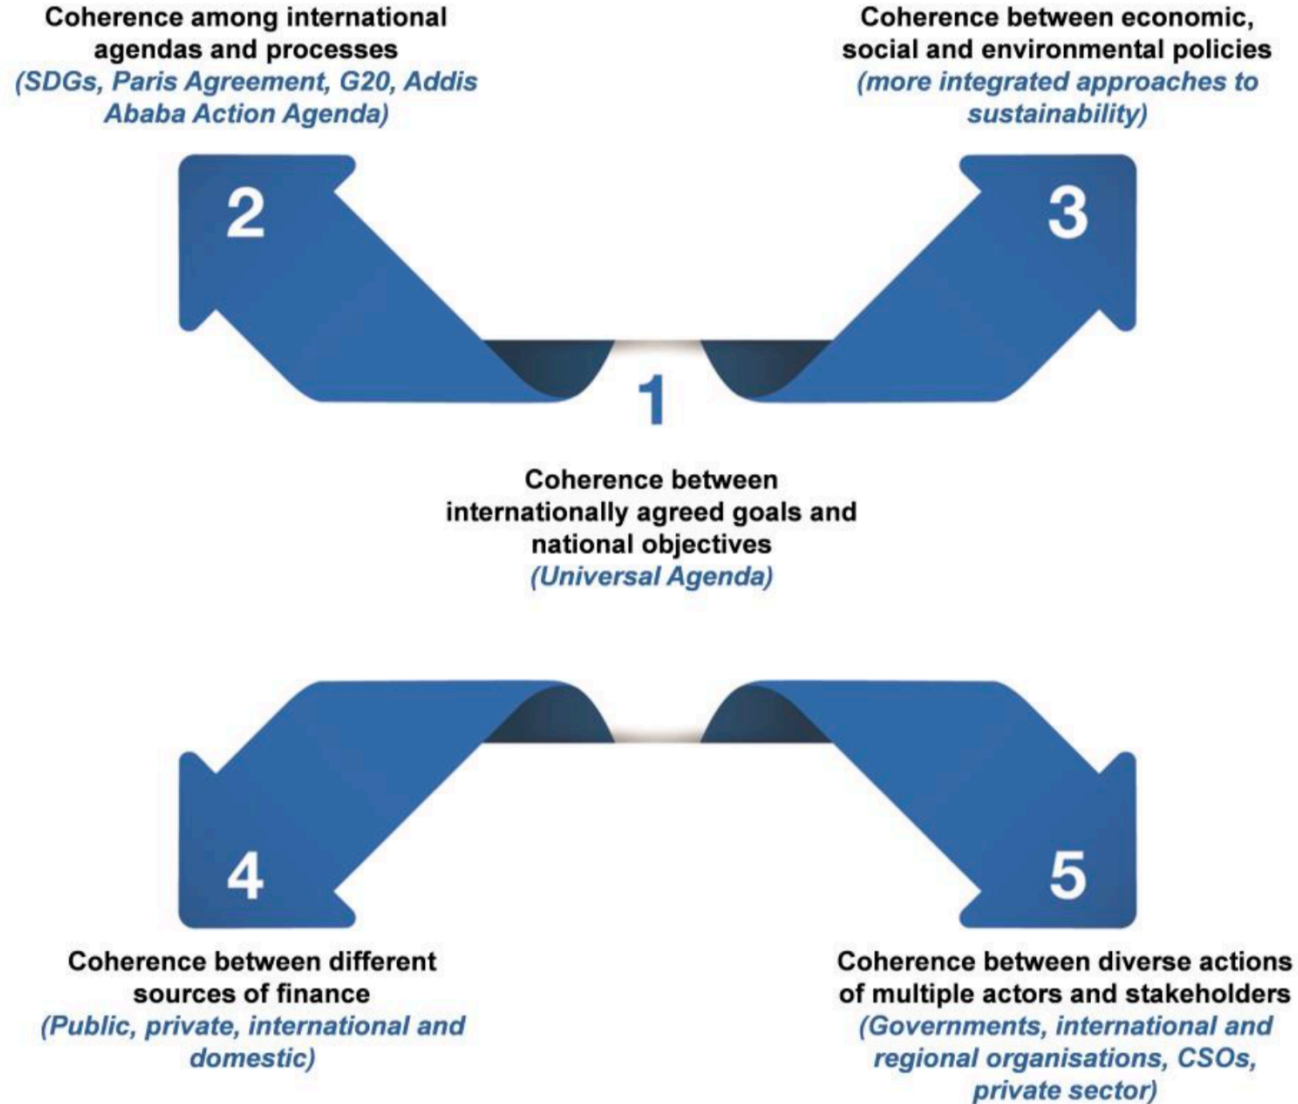 Coherence among international
agendas and processes
(SDGs, Paris Agreement, G20, Addis
Ababa Action Agenda)
Coherence between economic,
social and environmental policies
(more integrated approaches to
sustainability)
2
3
1
Coherence between
internationally agreed goals and
national objectives
(Universal Agenda)
4
5
Coherence between different
sources of finance
(Public, private, international and
domestic)
Coherence between diverse actions
of multiple actors and stakeholders
(Governments, international and
regional organisations, CSOs,
private sector)